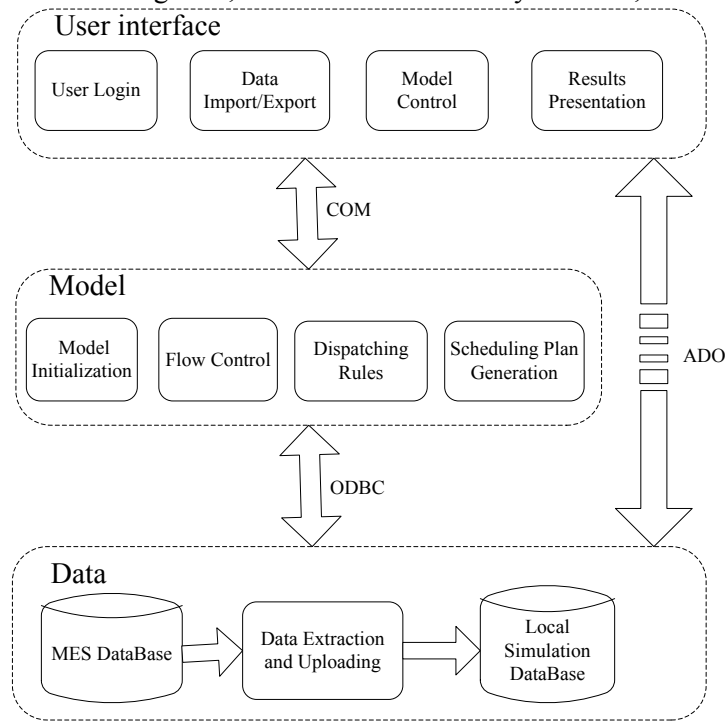 User interface
User Login
Data
Import/Export
Model
Control
Results
Presentation
COM
Model
Model
Initialization
Flow Control
Dispatching
Rules
Scheduling Plan
Generation
ADO
ODBC
Data
MES DataBase
Data Extraction
and Uploading
Local
Simulation
DataBase